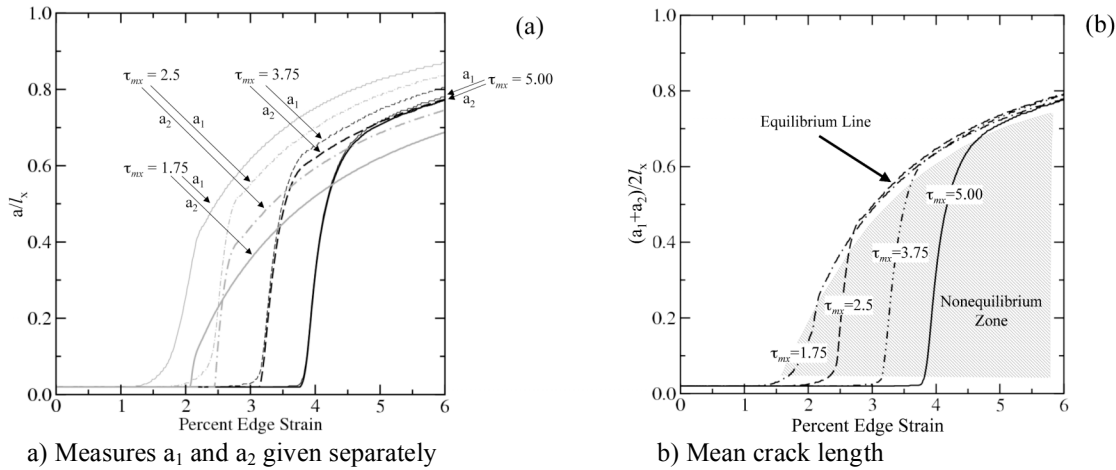 (a)
1.0
0.8
0.6
0.4
0.2
0.0
a/lₓ
τmx = 2.5
τmx = 3.75
a₁
a₂
a₁
a₂
a₁
a₂
τmx = 5.00
τmx = 1.75
a₁
a₂
0 1 2 3 4 5 6
Percent Edge Strain
a) Measures a₁ and a₂ given separately
(b)
1.0
0.8
0.6
0.4
0.2
0.0
(a₁+a₂)/2lₓ
Equilibrium Line
τmx=5.00
τmx=3.75
τmx=2.5
τmx=1.75
Nonequilibrium
Zone
0 1 2 3 4 5 6
Percent Edge Strain
b) Mean crack length